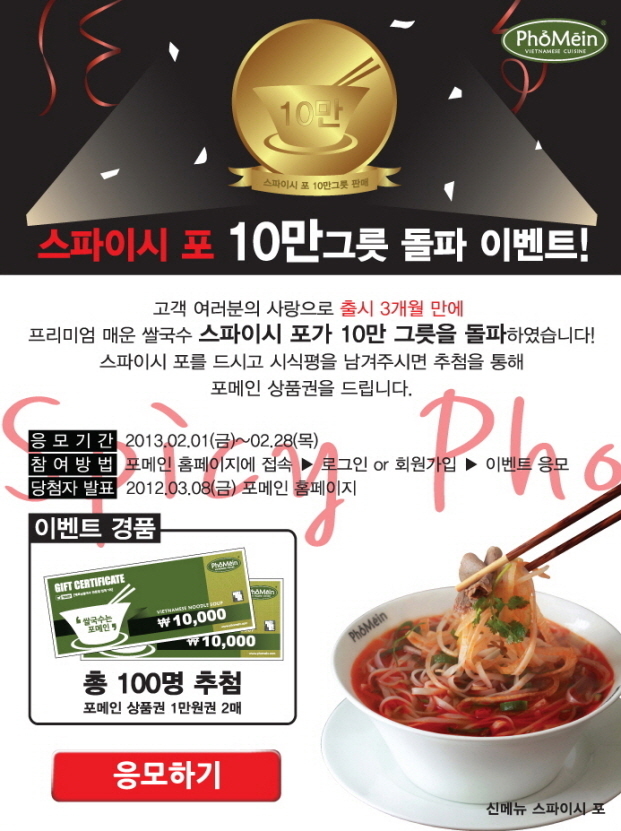 PhỏMēin
VIETNAMESE CUISINE
10만
스파이시 포 10만그릇 판매
스파이시 포 10만그릇 돌파 이벤트!
고객 여러분의 사랑으로 출시 3개월 만에
프리미엄 매운 쌀국수 스파이시 포가 10만 그릇을 돌파하였습니다!
스파이시 포를 드시고 시식평을 남겨주시면 추첨을 통해
포메인 상품권을 드립니다.
Spicy Pho
응모기간 2013.02.01(금)~02.28(목)
참여방법 포메인 홈페이지에 접속 ▶ 로그인 or 회원가입 ▶ 이벤트 응모
당첨자 발표 2012.03.08(금) 포메인 홈페이지
이벤트 경품
GIFT CERTIFICATE
PhỏMēin
PhỏMēin
쌀국수는
포메인
VIETNAMESE NOODLE SOUP
₩10,000
₩10,000
총 100명 추첨
포메인 상품권 1만원권 2매
응모하기
PhỏMēin
신메뉴 스파이시 포